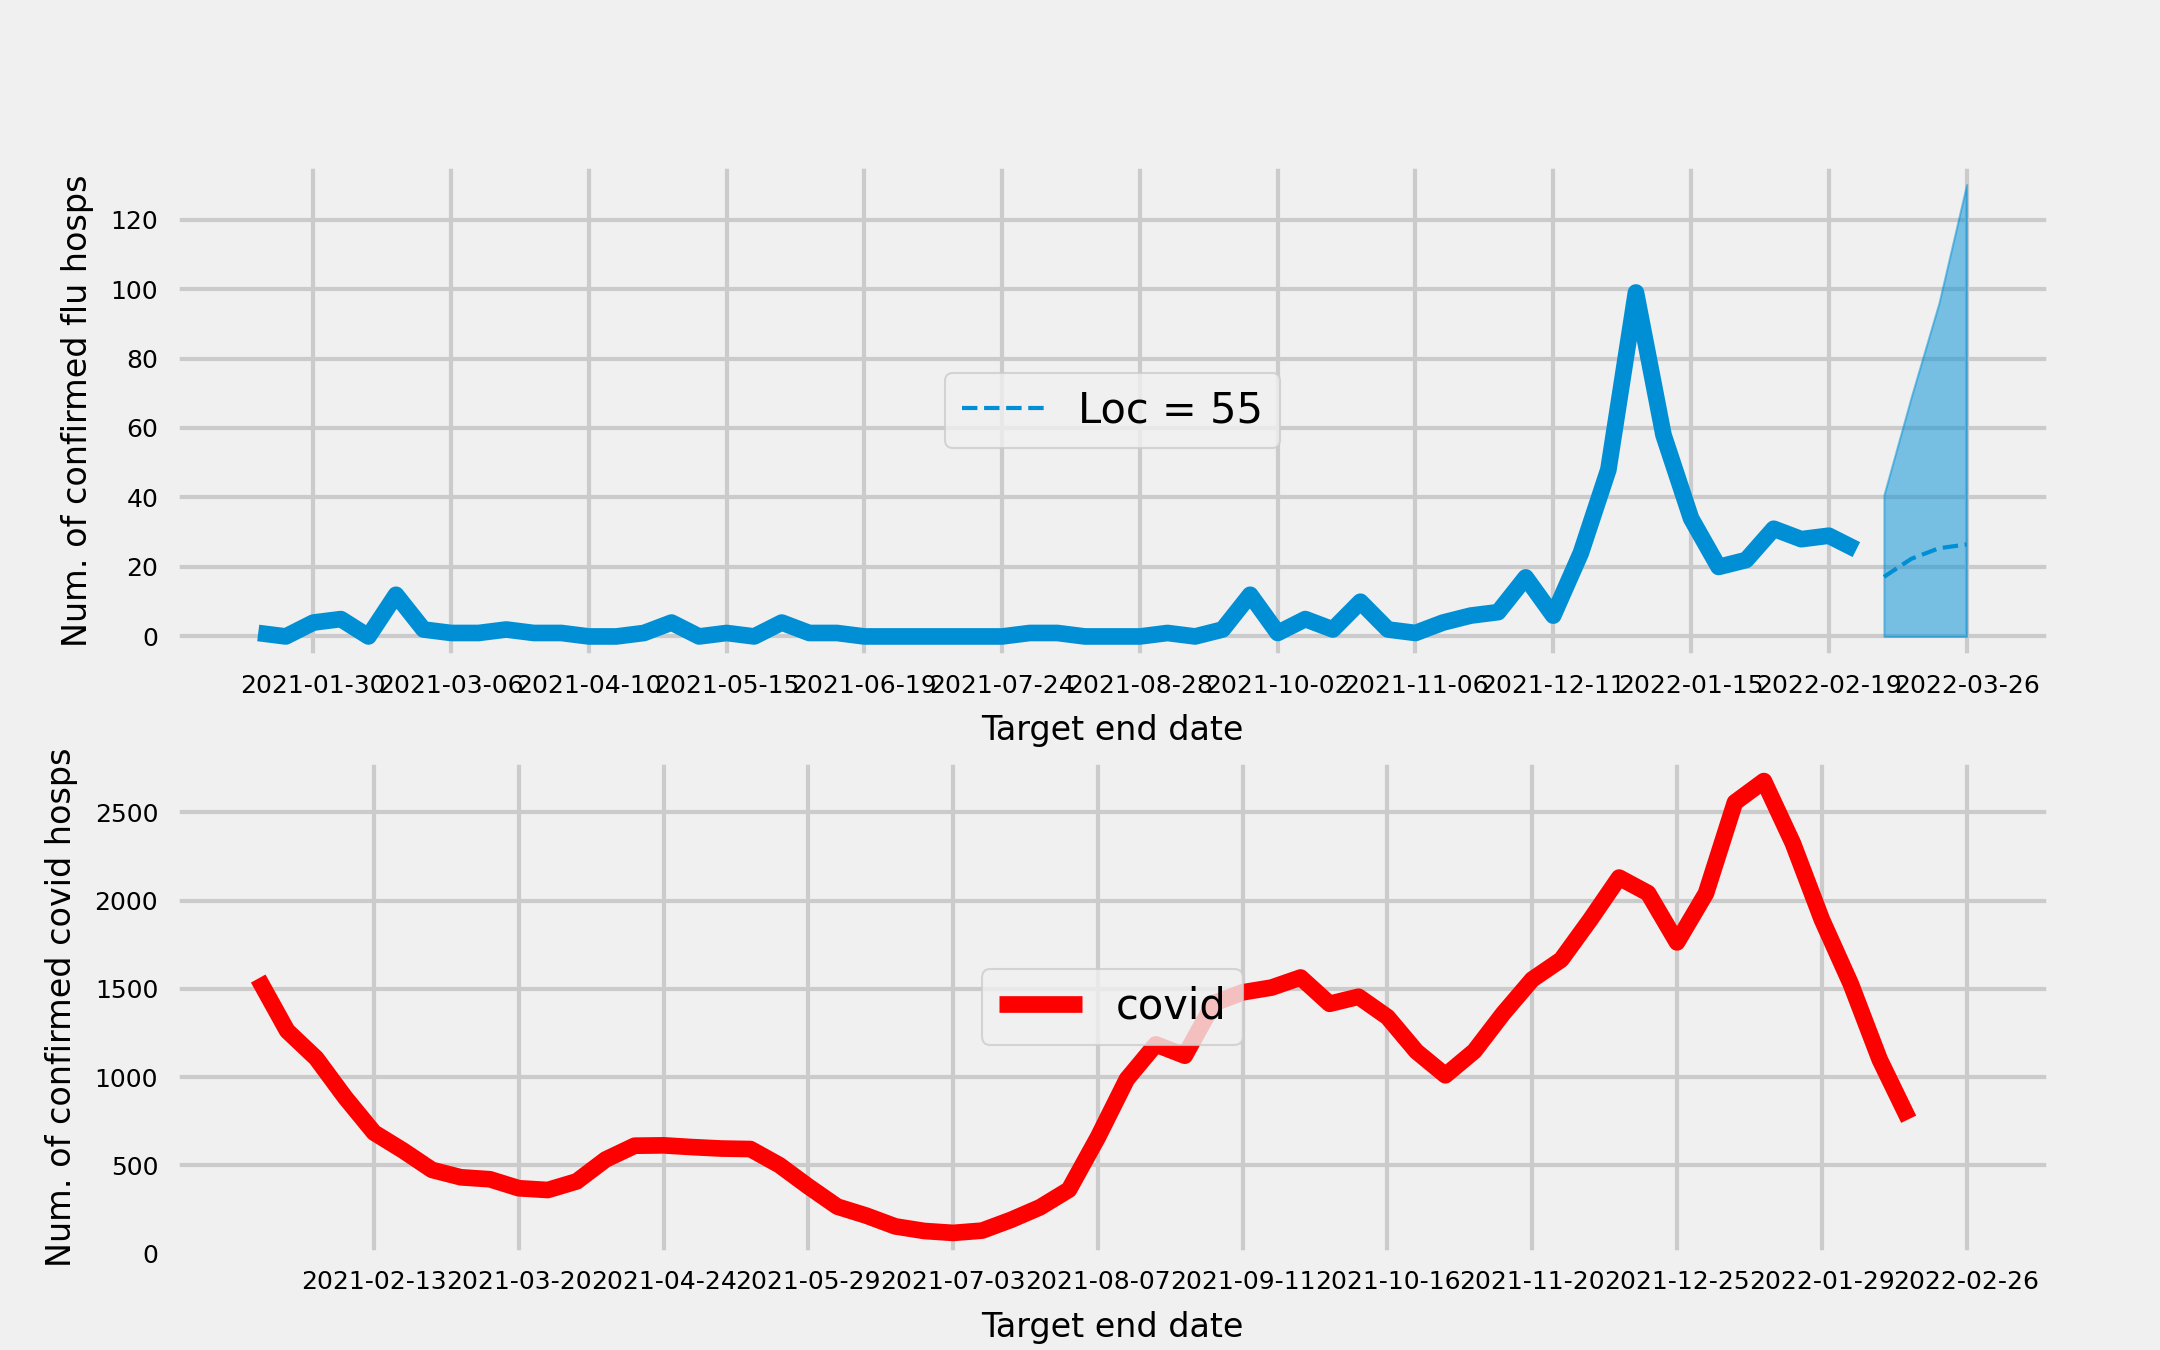 Num. of confirmed flu hosps
120
100
80
60
40
20
0
Loc = 55
2021-01-30 2021-03-06 2021-04-10 2021-05-15 2021-06-19 2021-07-24 2021-08-28 2021-10-02 2021-11-06 2021-12-11 2022-01-15 2022-02-19 2022-03-26
Target end date
Num. of confirmed covid hosps
2500
2000
1500
1000
500
0
covid
2021-02-13 2021-03-20 2021-04-24 2021-05-29 2021-07-03 2021-08-07 2021-09-11 2021-10-16 2021-11-20 2021-12-25 2022-01-29 2022-02-26
Target end date